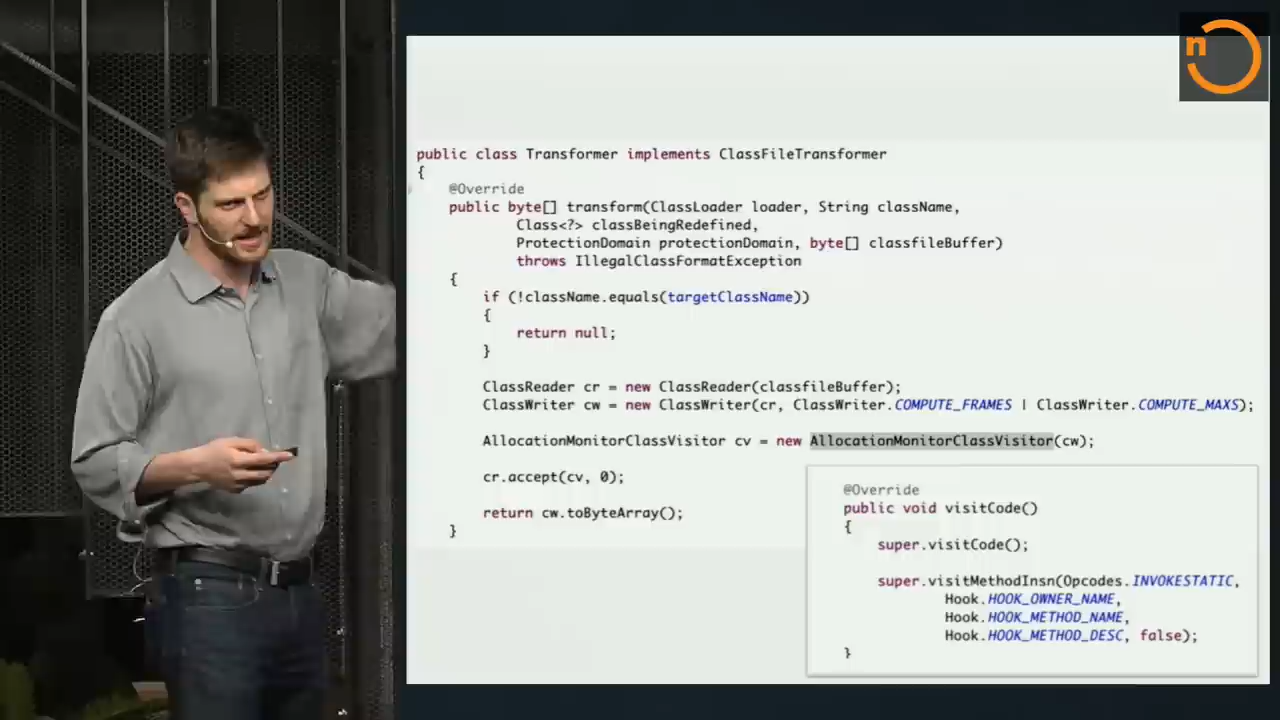 n
public class Transformer implements ClassFileTransformer
{
@Override
public byte[] transform(ClassLoader loader, String className,
Class<?> classBeingRedefined,
ProtectionDomain protectionDomain, byte[] classfileBuffer)
throws IllegalClassFormatException
{
if (!className.equals(targetClassName))
{
return null;
}
ClassReader cr = new ClassReader(classfileBuffer);
ClassWriter cw = new ClassWriter(cr, ClassWriter.COMPUTE_FRAMES | ClassWriter.COMPUTE_MAXS);
AllocationMonitorClassVisitor cv = new AllocationMonitorClassVisitor(cw);
cr.accept(cv, 0);
return cw.toByteArray();
}
@Override
public void visitCode()
{
super.visitCode();
super.visitMethodInsn(Opcodes.INVOKESTATIC,
Hook.HOOK_OWNER_NAME,
Hook.HOOK_METHOD_NAME,
Hook.HOOK_METHOD_DESC, false);
}